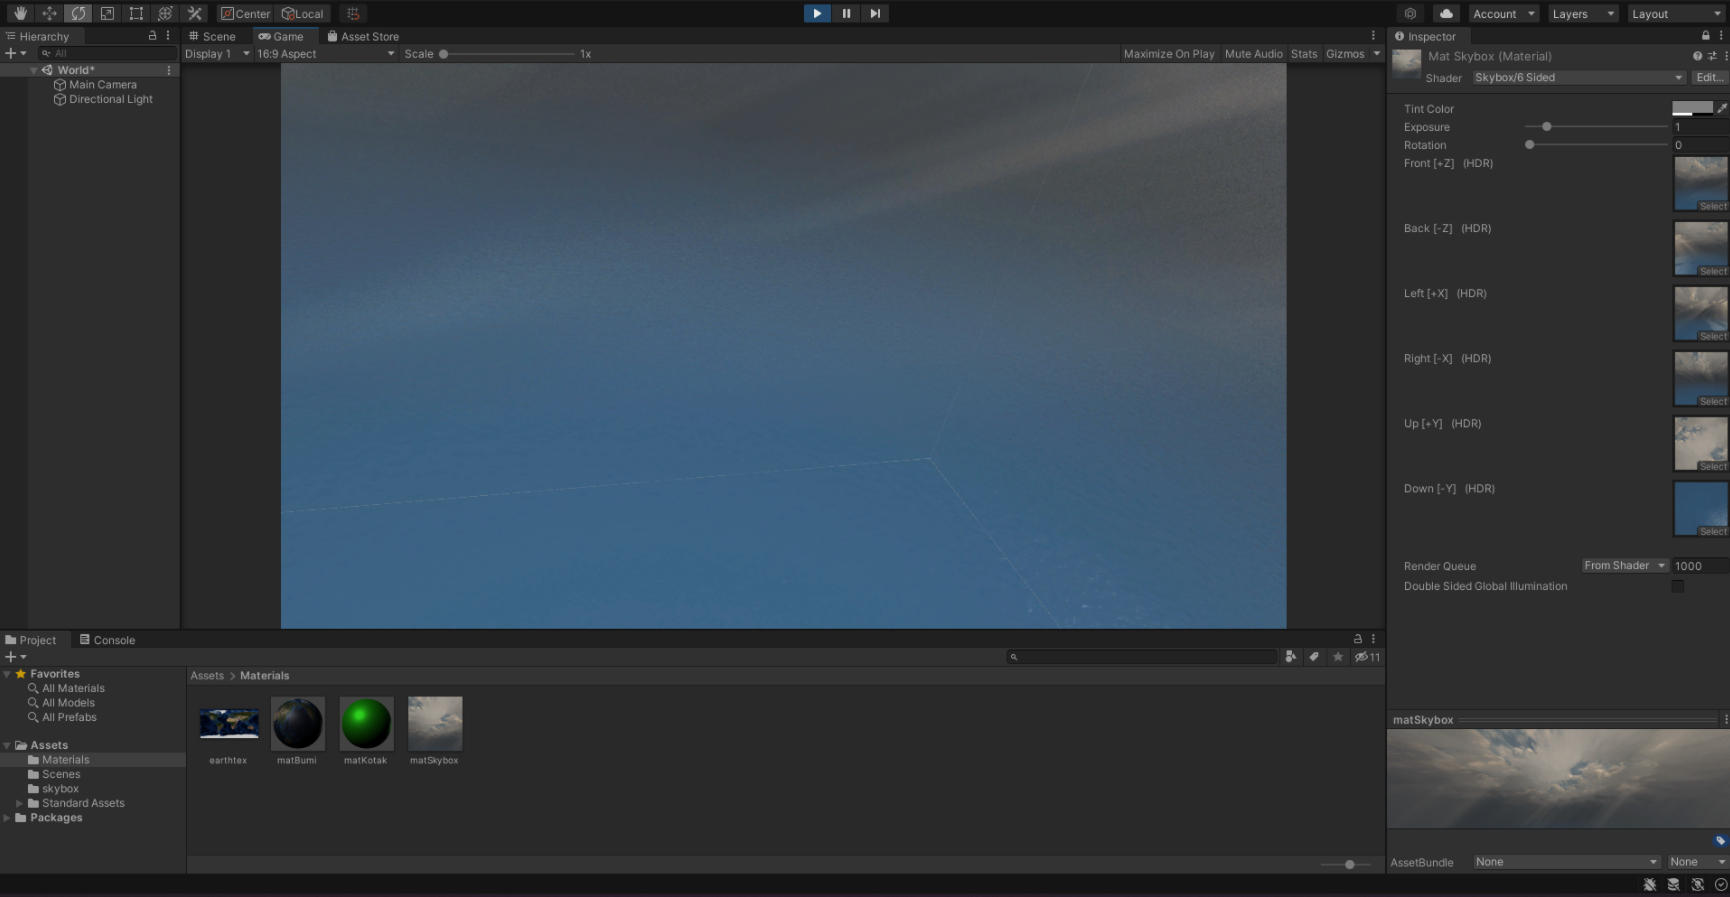 Center
Local
Account
Layers
Layout
Hierarchy
Scene
Game
Asset Store
Inspector
All
Display 1
16:9 Aspect
Scale
1x
Maximize On Play
Mute Audio
Stats
Gizmos
World*
Main Camera
Directional Light
Mat Skybox (Material)
Shader
Skybox/6 Sided
Edit...
Tint Color
Exposure
1
Rotation
0
Front [+Z] (HDR)
Select
Back [-Z] (HDR)
Select
Left [+X] (HDR)
Select
Right [-X] (HDR)
Select
Up [+Y] (HDR)
Select
Down [-Y] (HDR)
Select
Render Queue
From Shader
1000
Double Sided Global Illumination
Project
Console
11
Favorites
All Materials
All Models
All Prefabs
Assets
Materials
Scenes
skybox
Standard Assets
Packages
Assets > Materials
earthtex
matBumi
matKotak
matSkybox
matSkybox
AssetBundle
None
None